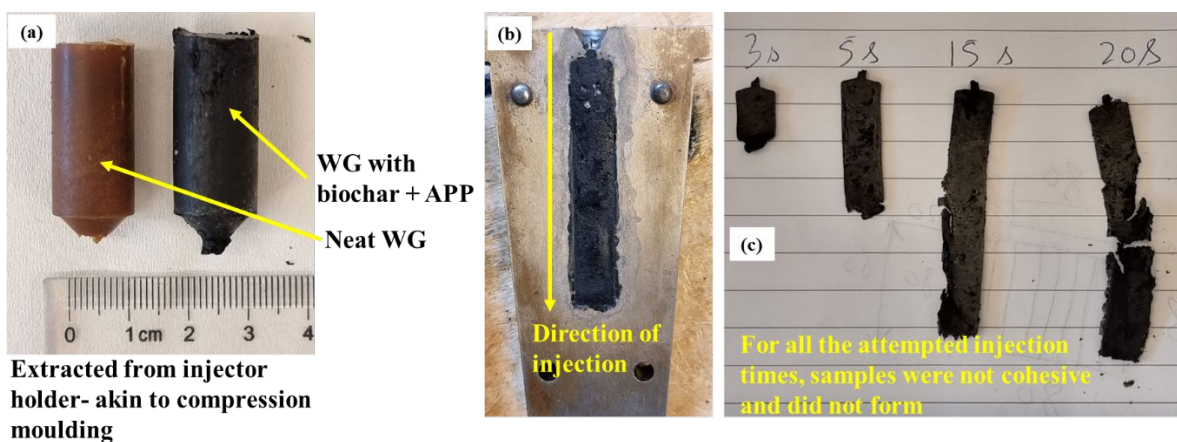 (a)
WG with
biochar + APP
Neat WG
0 1 cm 2 3 4
Extracted from injector
holder- akin to compression
moulding
(b)
Direction of
injection
3s 5s 15s 20s
(c)
For all the attempted injection
times, samples were not cohesive
and did not form